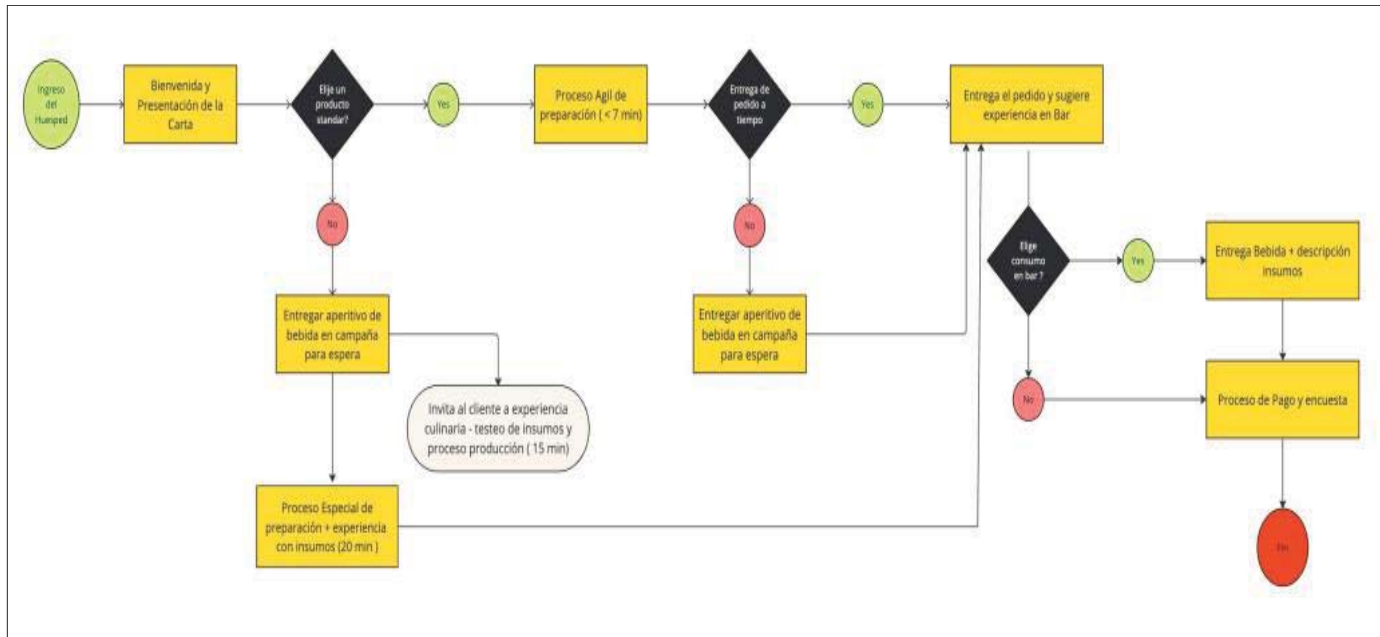 Ingreso
del
Huesped
Bienvenida y
Presentación de la
Carta
Elije un
producto
standar?
Yes
Proceso Agil de
preparación ( < 7 min)
Entrega de
pedido a
tiempo
Yes
Entrega el pedido y sugiere
experiencia en Bar
No
Entregar aperitivo de
bebida en campaña
para espera
Invita al cliente a experiencia
culinaria - testeo de insumos y
proceso producción ( 15 min)
Proceso Especial de
preparación + experiencia
con insumos (20 min )
No
Entregar aperitivo de
bebida en campaña
para espera
Elige
consumo
en bar ?
Yes
Entrega Bebida + descripción
insumos
No
Proceso de Pago y encuesta
Fin